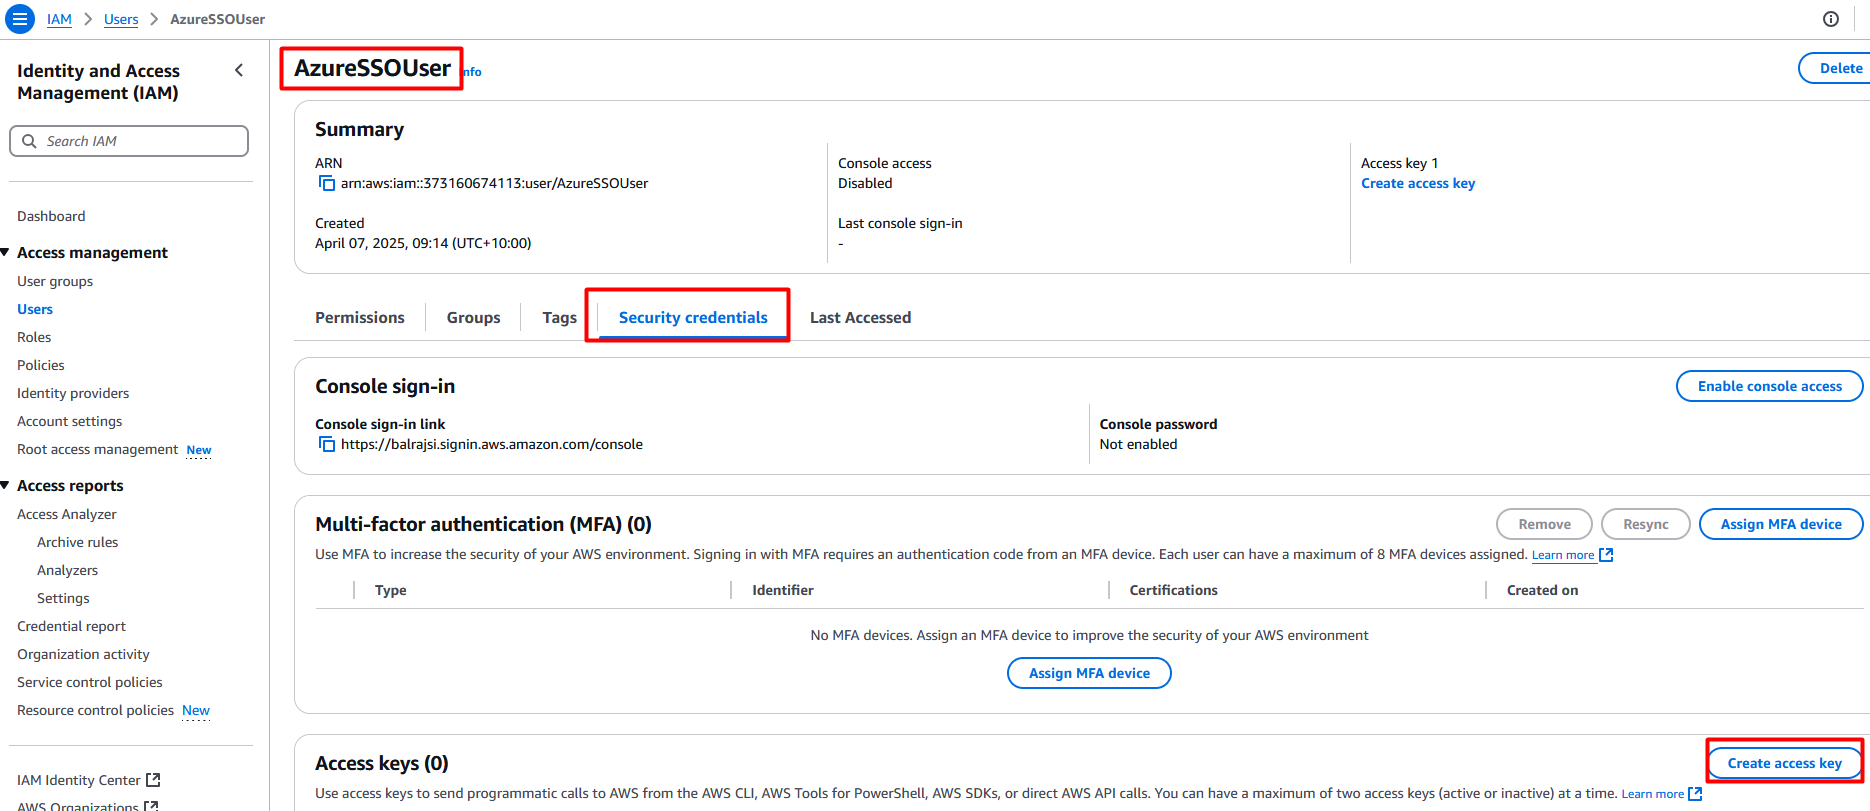 IAM > Users > AzureSSOUser
Identity and Access
Management (IAM)
Search IAM
Dashboard
Access management
User groups
Users
Roles
Policies
Identity providers
Account settings
Root access management New
Access reports
Access Analyzer
Archive rules
Analyzers
Settings
Credential report
Organization activity
Service control policies
Resource control policies New
IAM Identity Center
AWS Organizations
AzureSSOUser Info
Delete
Summary
ARN
arn:aws:iam::373160674113:user/AzureSSOUser
Created
April 07, 2025, 09:14 (UTC+10:00)
Console access
Disabled
Last console sign-in
-
Access key 1
Create access key
Permissions Groups Tags Security credentials Last Accessed
Console sign-in
Enable console access
Console sign-in link
https://balrajsi.signin.aws.amazon.com/console
Console password
Not enabled
Multi-factor authentication (MFA) (0)
Remove Resync Assign MFA device
Use MFA to increase the security of your AWS environment. Signing in with MFA requires an authentication code from an MFA device. Each user can have a maximum of 8 MFA devices assigned. Learn more
Type Identifier Certifications Created on
No MFA devices. Assign an MFA device to improve the security of your AWS environment
Assign MFA device
Access keys (0)
Create access key
Use access keys to send programmatic calls to AWS from the AWS CLI, AWS Tools for PowerShell, AWS SDKs, or direct AWS API calls. You can have a maximum of two access keys (active or inactive) at a time. Learn more